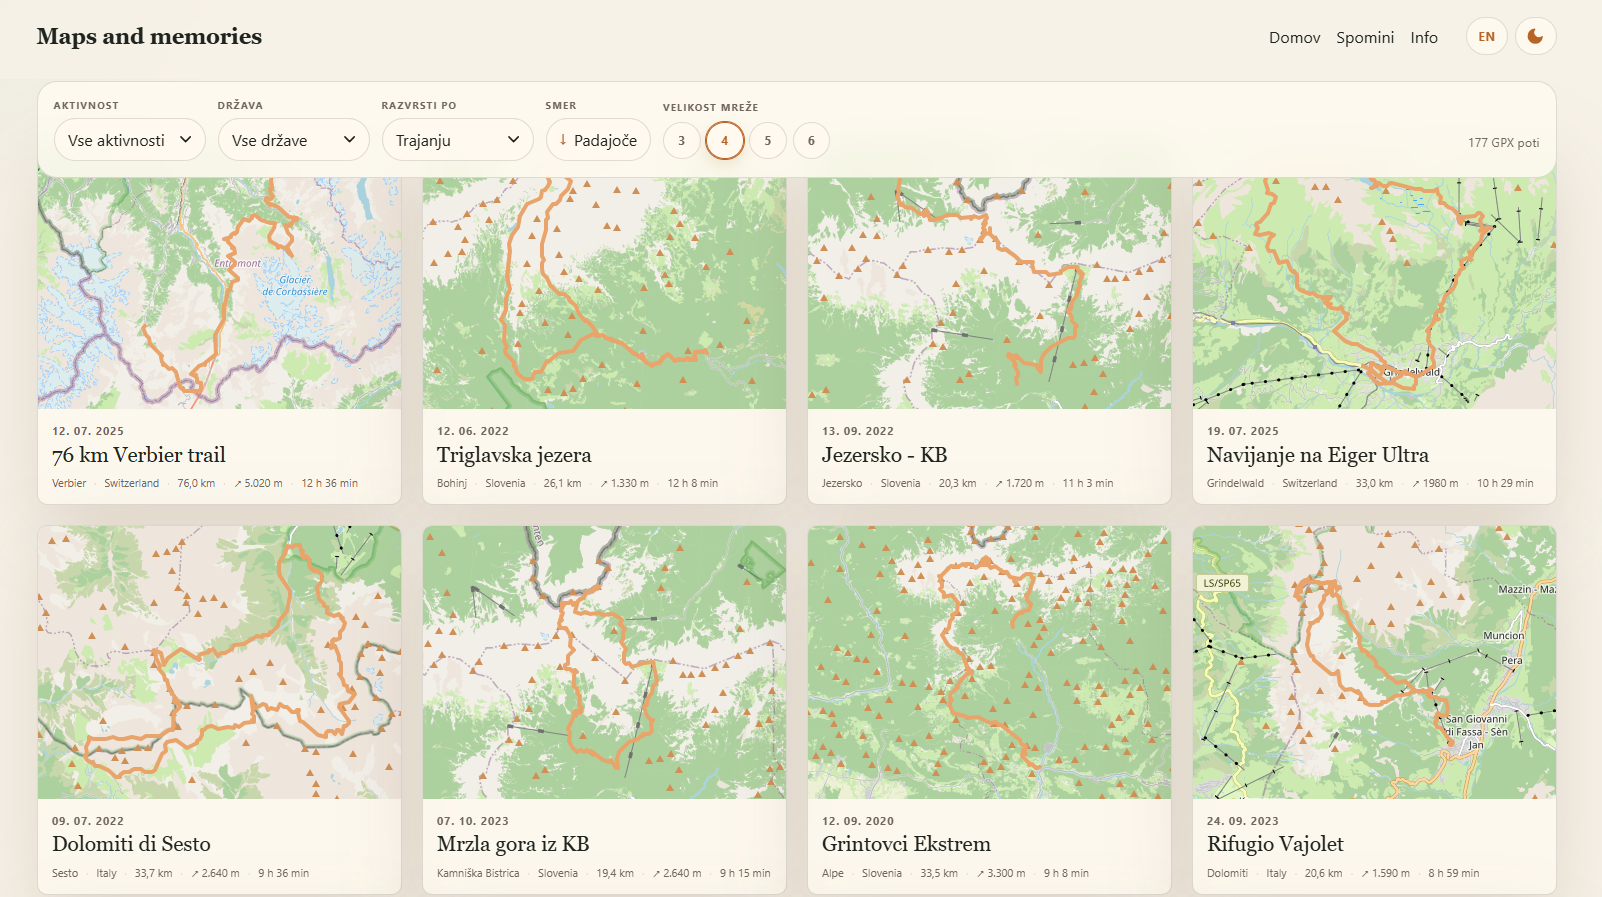 Maps and memories
Domov Spomini Info EN
AKTIVNOST DRŽAVA RAZVRSTI PO SMER VELIKOST MREŽE
Vse aktivnosti Vse države Trajanju ↓ Padajoče 3 4 5 6
177 GPX poti
Entremont
Glacier
de Corbassière
Grindelwald
12. 07. 2025
76 km Verbier trail
Verbier · Switzerland · 76,0 km · ↗ 5.020 m · 12 h 36 min
12. 06. 2022
Triglavska jezera
Bohinj · Slovenia · 26,1 km · ↗ 1.330 m · 12 h 8 min
13. 09. 2022
Jezersko - KB
Jezersko · Slovenia · 20,3 km · ↗ 1.720 m · 11 h 3 min
19. 07. 2025
Navijanje na Eiger Ultra
Grindelwald · Switzerland · 33,0 km · ↗ 1980 m · 10 h 29 min
LS/SP65
Mazzin - Ma
Muncion
Pera
San Giovanni
di Fassa - Sèn
Jan
09. 07. 2022
Dolomiti di Sesto
Sesto · Italy · 33,7 km · ↗ 2.640 m · 9 h 36 min
07. 10. 2023
Mrzla gora iz KB
Kamniška Bistrica · Slovenia · 19,4 km · ↗ 2.640 m · 9 h 15 min
12. 09. 2020
Grintovci Ekstrem
Alpe · Slovenia · 33,5 km · ↗ 3.300 m · 9 h 8 min
24. 09. 2023
Rifugio Vajolet
Dolomiti · Italy · 20,6 km · ↗ 1.590 m · 8 h 59 min